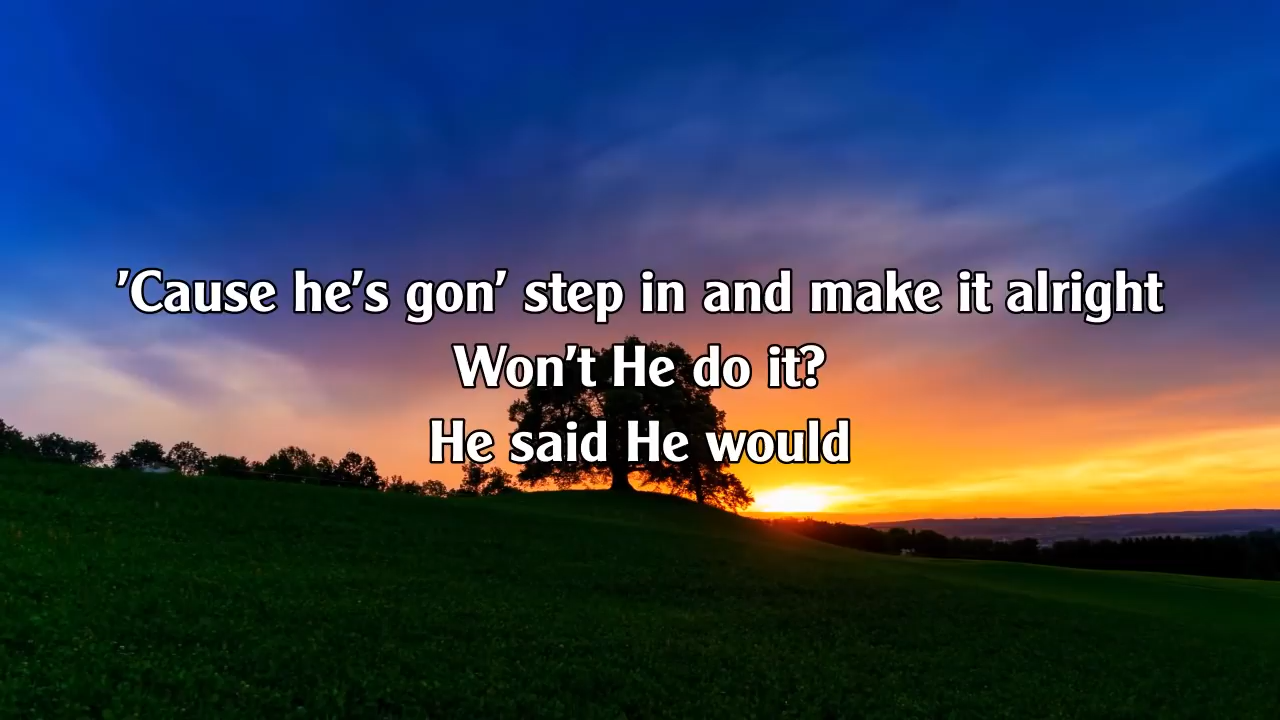 'Cause he's gon' step in and make it alright
Won't He do it?
He said He would